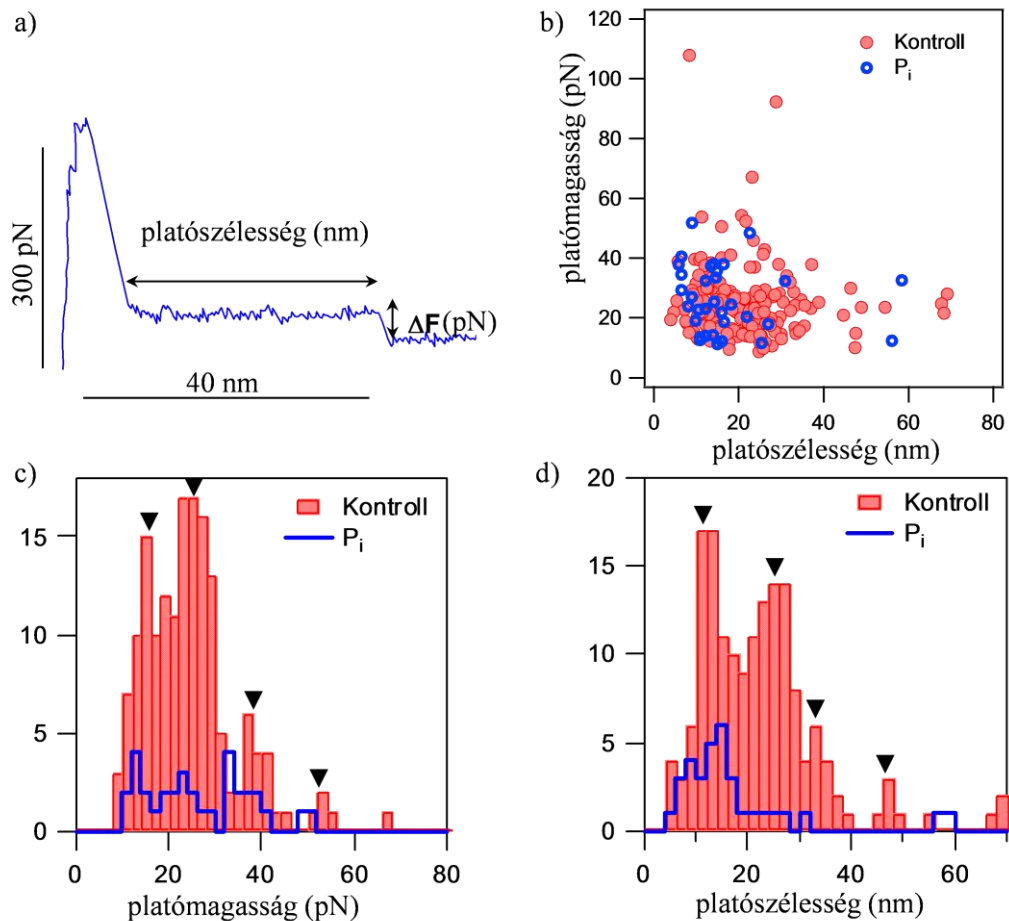 a)
300 pN
platószélesség (nm)
ΔF(pN)
40 nm
b)
120
100
80
60
40
20
0
platómagasság (pN)
Kontroll
Pi
0
20
40
60
80
platószélesség (nm)
c)
15
10
5
0
Kontroll
Pi
0
20
40
60
80
platómagasság (pN)
d)
20
15
10
5
0
Kontroll
Pi
0
20
40
60
platószélesség (nm)